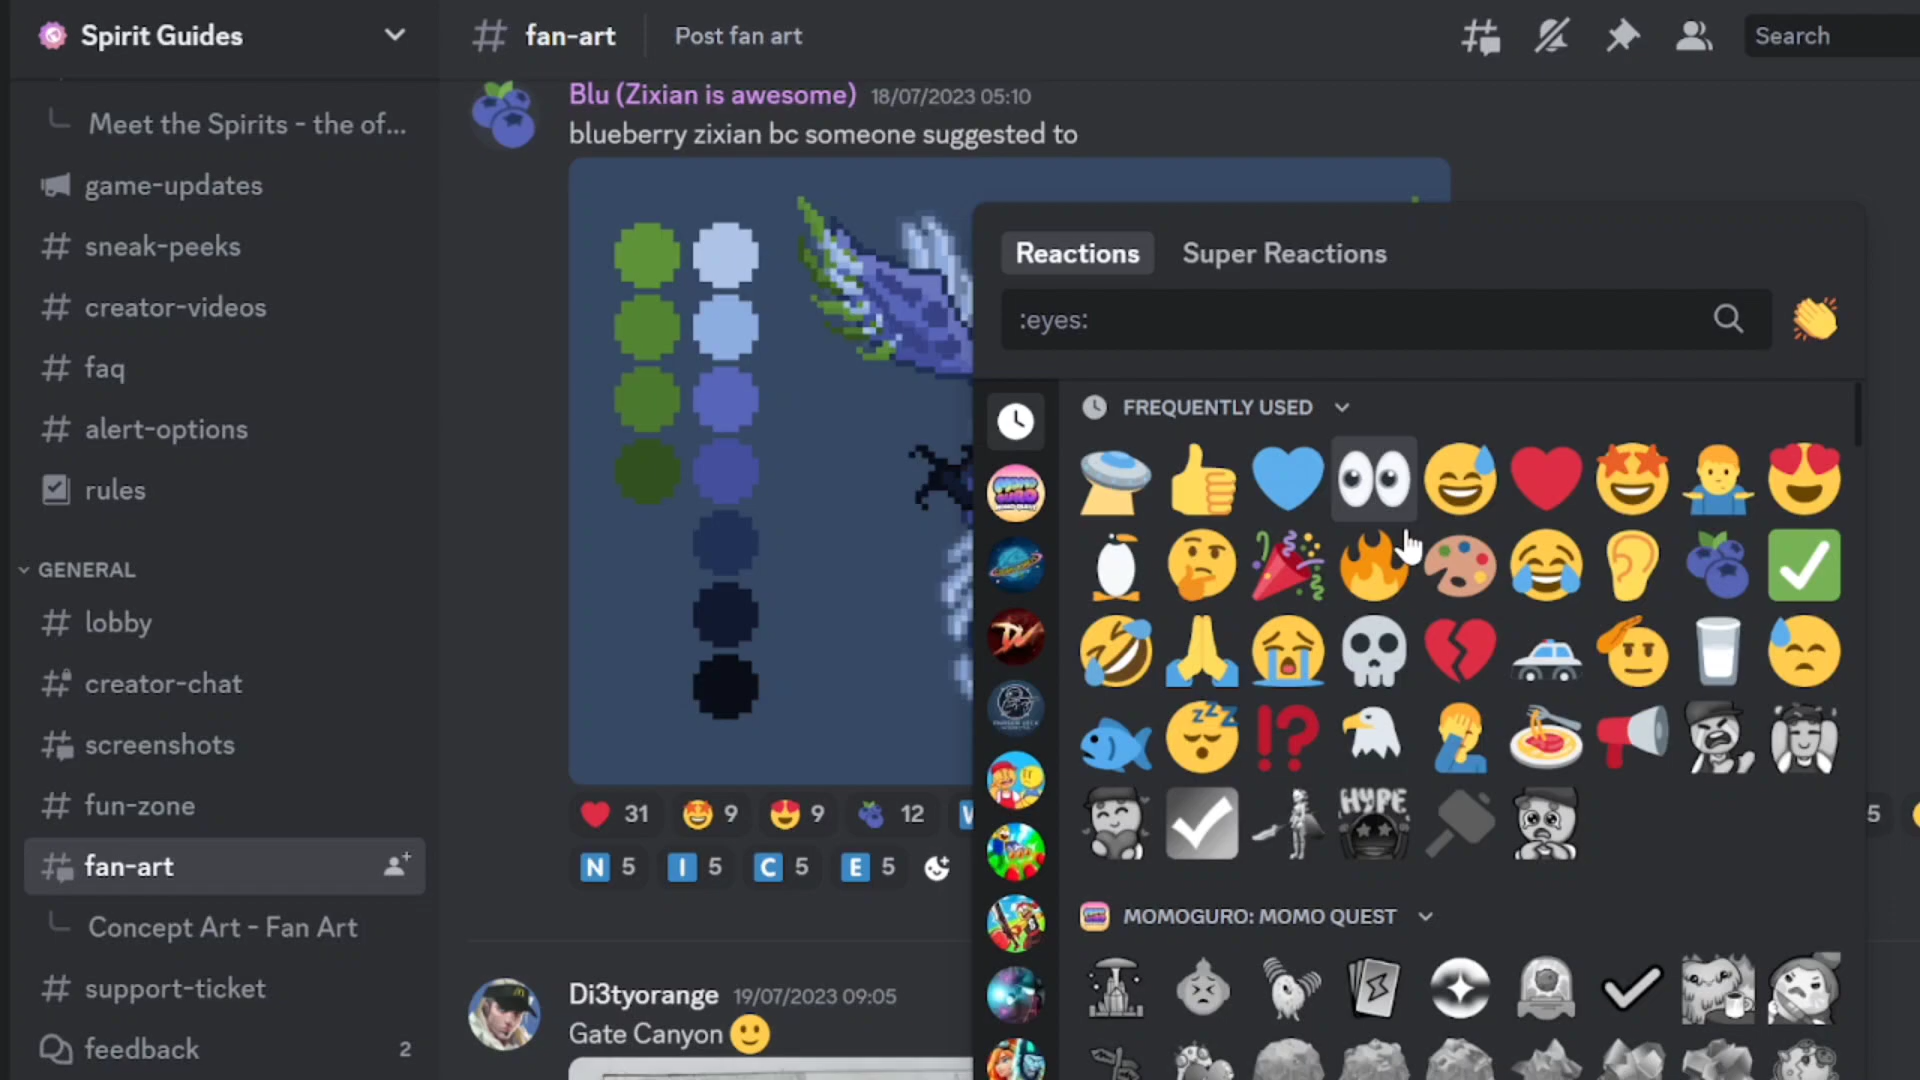 Spirit Guides
Meet the Spirits - the of...
game-updates
sneak-peeks
creator-videos
faq
alert-options
rules
GENERAL
lobby
creator-chat
screenshots
fun-zone
fan-art
Concept Art - Fan Art
support-ticket
feedback
2
fan-art
Post fan art
Search
Blu (Zixian is awesome) 18/07/2023 05:10
blueberry zixian bc someone suggested to
31 9 9 12 5
N 5 I 5 C 5 E 5
Di3tyorange 19/07/2023 09:05
Gate Canyon
Reactions Super Reactions
:eyes:
FREQUENTLY USED
HYPE
MOMOGURO: MOMO QUEST